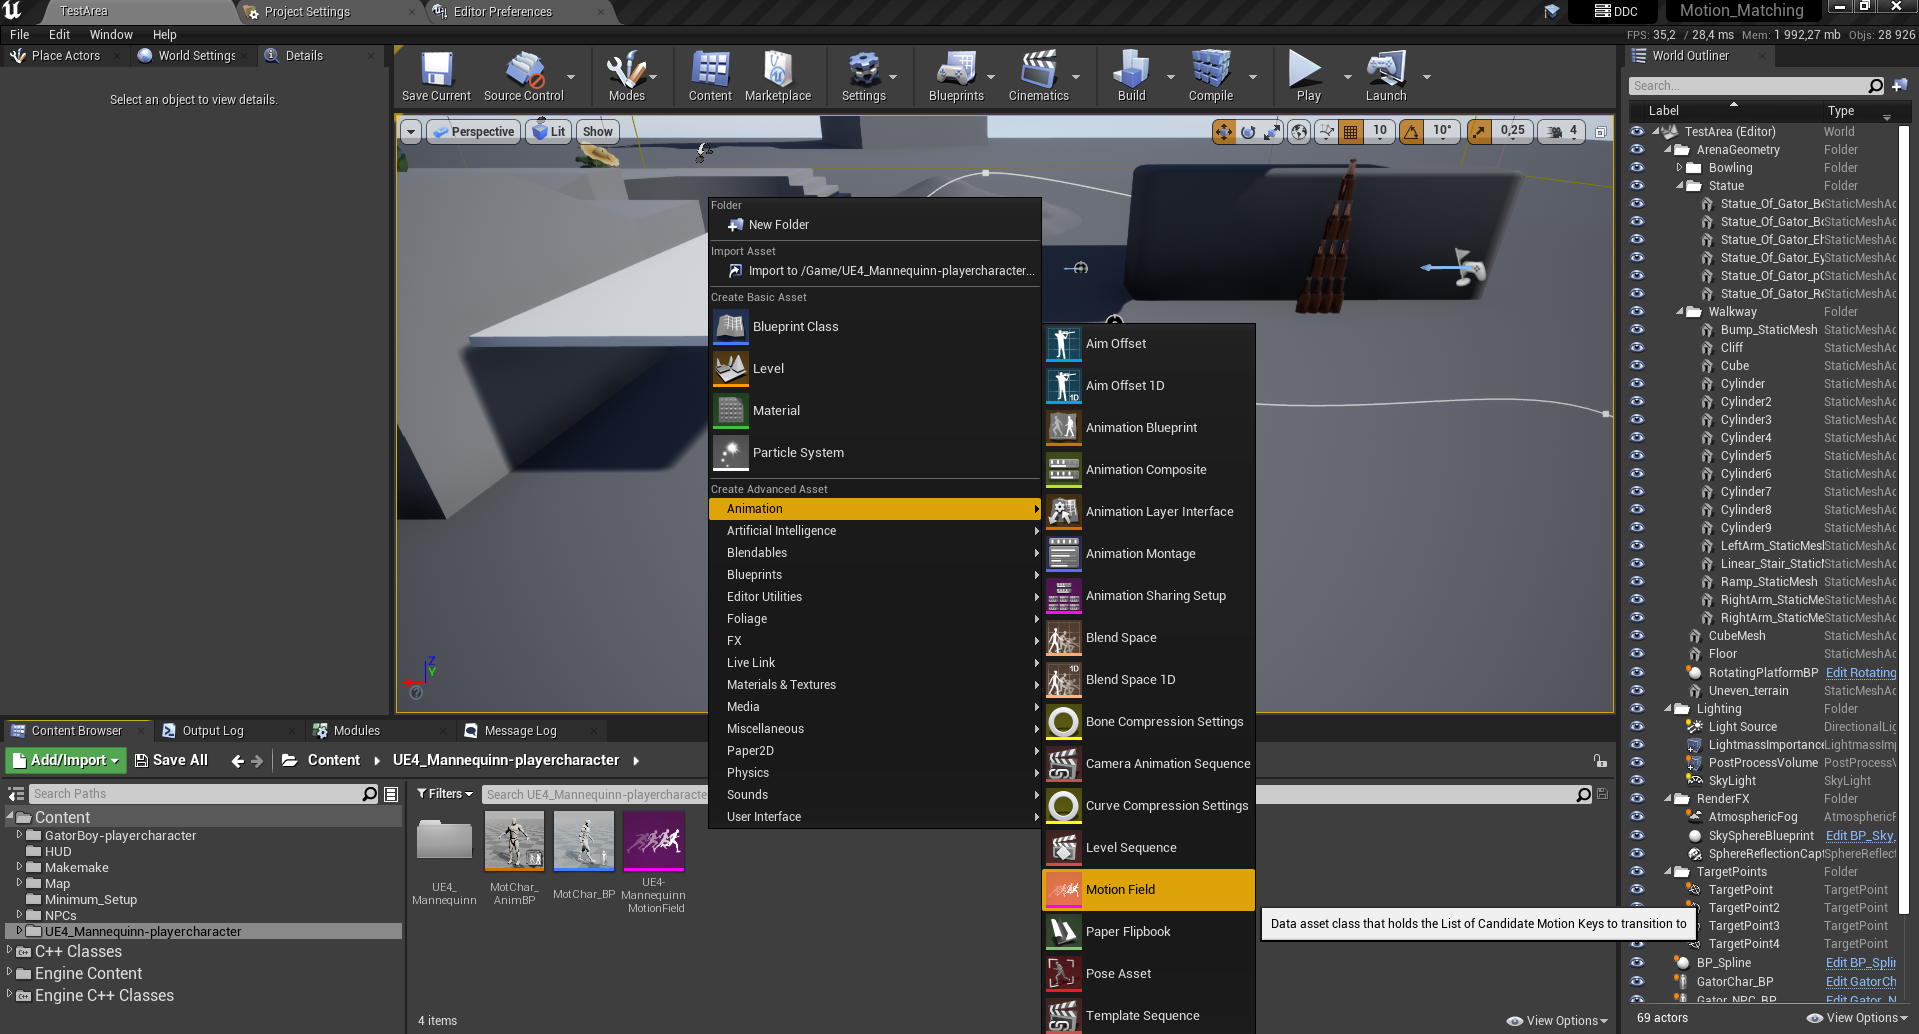 TestArea
Project Settings
Editor Preferences
DDC
Motion_Matching
File Edit Window Help
FPS: 35,2 / 28,4 ms Mem: 1 992,27 mb Objs: 28 926
Place Actors
World Settings
Details
Select an object to view details.
Save Current
Source Control
Modes
Content
Marketplace
Settings
Blueprints
Cinematics
Build
Compile
Play
Launch
Perspective
Lit
Show
10
10°
0,25
4
Z
Y
Folder
New Folder
Import Asset
Import to /Game/UE4_Mannequinn-playercharacter...
Create Basic Asset
Blueprint Class
Level
Material
Particle System
Create Advanced Asset
Animation
Artificial Intelligence
Blendables
Blueprints
Editor Utilities
Foliage
FX
Live Link
Materials & Textures
Media
Miscellaneous
Paper2D
Physics
Sounds
User Interface
Aim Offset
Aim Offset 1D
Animation Blueprint
Animation Composite
Animation Layer Interface
Animation Montage
Animation Sharing Setup
Blend Space
Blend Space 1D
Bone Compression Settings
Camera Animation Sequence
Curve Compression Settings
Level Sequence
Motion Field
Paper Flipbook
Pose Asset
Template Sequence
Data asset class that holds the List of Candidate Motion Keys to transition to
Content Browser
Output Log
Modules
Message Log
Add/Import
Save All
Content
UE4_Mannequinn-playercharacter
Search Paths
Content
GatorBoy-playercharacter
HUD
Makemake
Map
Minimum_Setup
NPCs
UE4_Mannequinn-playercharacter
C++ Classes
Engine Content
Engine C++ Classes
Filters
Search UE4_Mannequinn-playercharacte
UE4_
Mannequinn
MotChar_
AnimBP
MotChar_BP
UE4-
Mannequinn
MotionField
4 items
View Options
World Outliner
Search...
Label Type
TestArea (Editor) World
ArenaGeometry Folder
Bowling Folder
Statue Folder
Statue_Of_Gator_Be StaticMeshAc
Statue_Of_Gator_Bo StaticMeshAc
Statue_Of_Gator_El StaticMeshAc
Statue_Of_Gator_Ey StaticMeshAc
Statue_Of_Gator_p StaticMeshAc
Statue_Of_Gator_Re StaticMeshAc
Walkway Folder
Bump_StaticMesh StaticMeshAc
Cliff StaticMeshAc
Cube StaticMeshAc
Cylinder StaticMeshAc
Cylinder2 StaticMeshAc
Cylinder3 StaticMeshAc
Cylinder4 StaticMeshAc
Cylinder5 StaticMeshAc
Cylinder6 StaticMeshAc
Cylinder7 StaticMeshAc
Cylinder8 StaticMeshAc
Cylinder9 StaticMeshAc
LeftArm_StaticMesh StaticMeshAc
Linear_Stair_Static StaticMeshAc
Ramp_StaticMesh StaticMeshAc
RightArm_StaticMe StaticMeshAc
RightArm_StaticMe StaticMeshAc
CubeMesh StaticMeshAc
Floor StaticMeshAc
RotatingPlatformBP Edit Rotating
Uneven_terrain StaticMeshAc
Lighting Folder
Light Source DirectionalLig
LightmassImportance LightmassIm
PostProcessVolume PostProcessV
SkyLight SkyLight
RenderFX Folder
AtmosphericFog AtmosphericF
SkySphereBlueprint Edit BP_Sky_
SphereReflectionCapt SphereReflect
TargetPoints Folder
TargetPoint TargetPoint
TargetPoint2 TargetPoint
TargetPoint3 TargetPoint
TargetPoint4 TargetPoint
BP_Spline Edit BP_Splin
GatorChar_BP Edit GatorCh
Gator_NPC_BP Edit Gator_N
69 actors
View Options